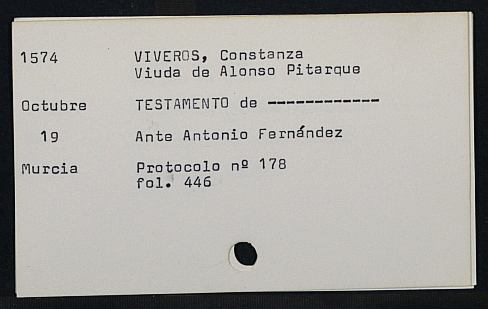 1574 VIVEROS, Constanza
Viuda de Alonso Pitarque
Octubre TESTAMENTO de ------------
19 Ante Antonio Fernández
Murcia Protocolo nº 178
fol. 446